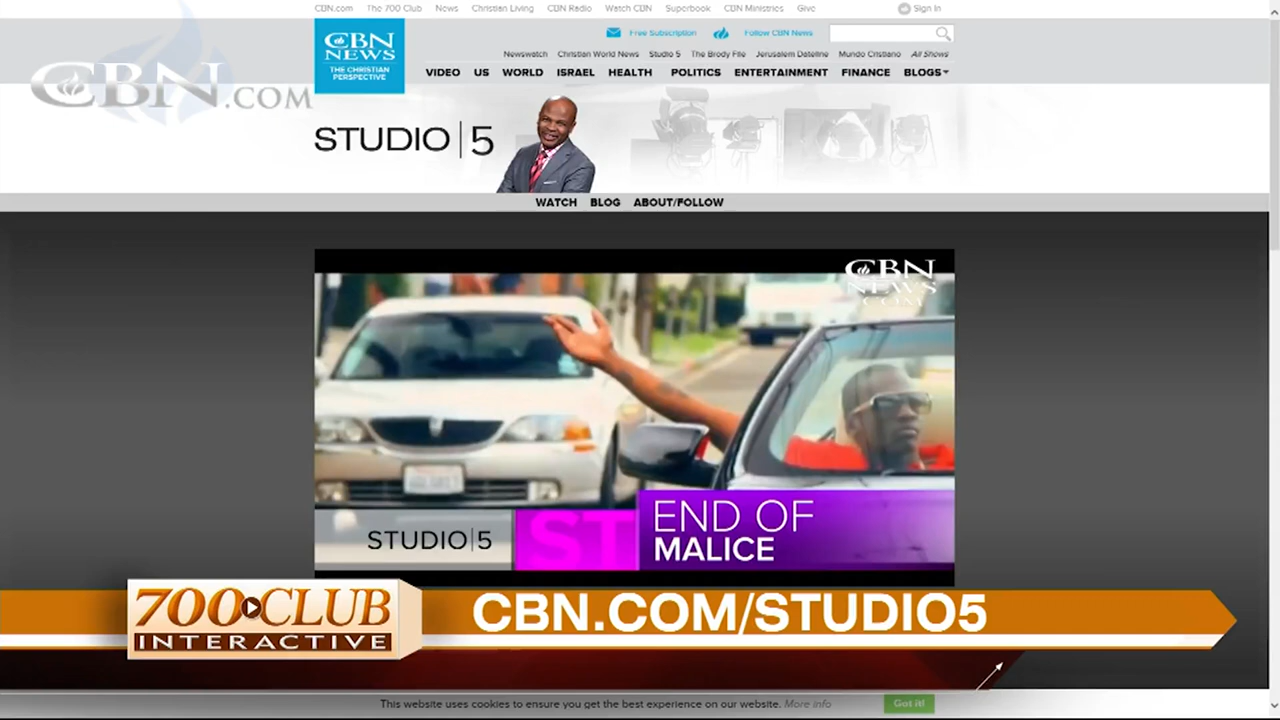 CBN.com The 700 Club News Christian Living CBN Radio Watch CBN Superbook CBN Ministries Give Sign In
Free Subscription Follow CBN News
CBN
NEWS
THE CHRISTIAN
PERSPECTIVE
Newswatch Christian World News Studio 5 The Brody File Jerusalem Dateline Mundo Cristiano All Shows
VIDEO US WORLD ISRAEL HEALTH POLITICS ENTERTAINMENT FINANCE BLOGS
CBN.COM
STUDIO|5
WATCH BLOG ABOUT/FOLLOW
CBN
NEWS
.COM
STUDIO|5
ST
END OF
MALICE
700 CLUB
INTERACTIVE
CBN.COM/STUDIO5
This website uses cookies to ensure you get the best experience on our website. More info Got it!